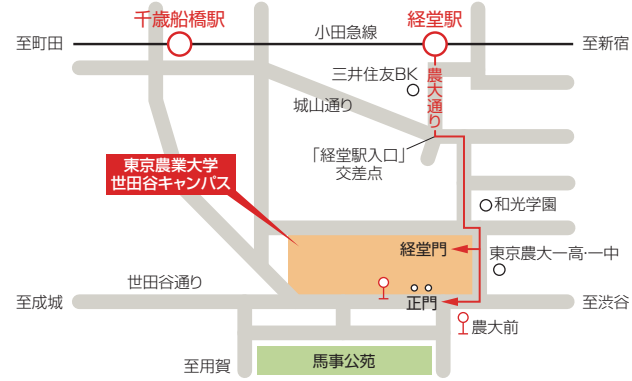 千歳船橋駅
経堂駅
至町田
小田急線
至新宿
三井住友BK
農大通り
城山通り
「経堂駅入口」
交差点
東京農業大学
世田谷キャンパス
和光学園
経堂門
東京農大一高・一中
世田谷通り
至成城
正門
至渋谷
農大前
至用賀
馬事公苑